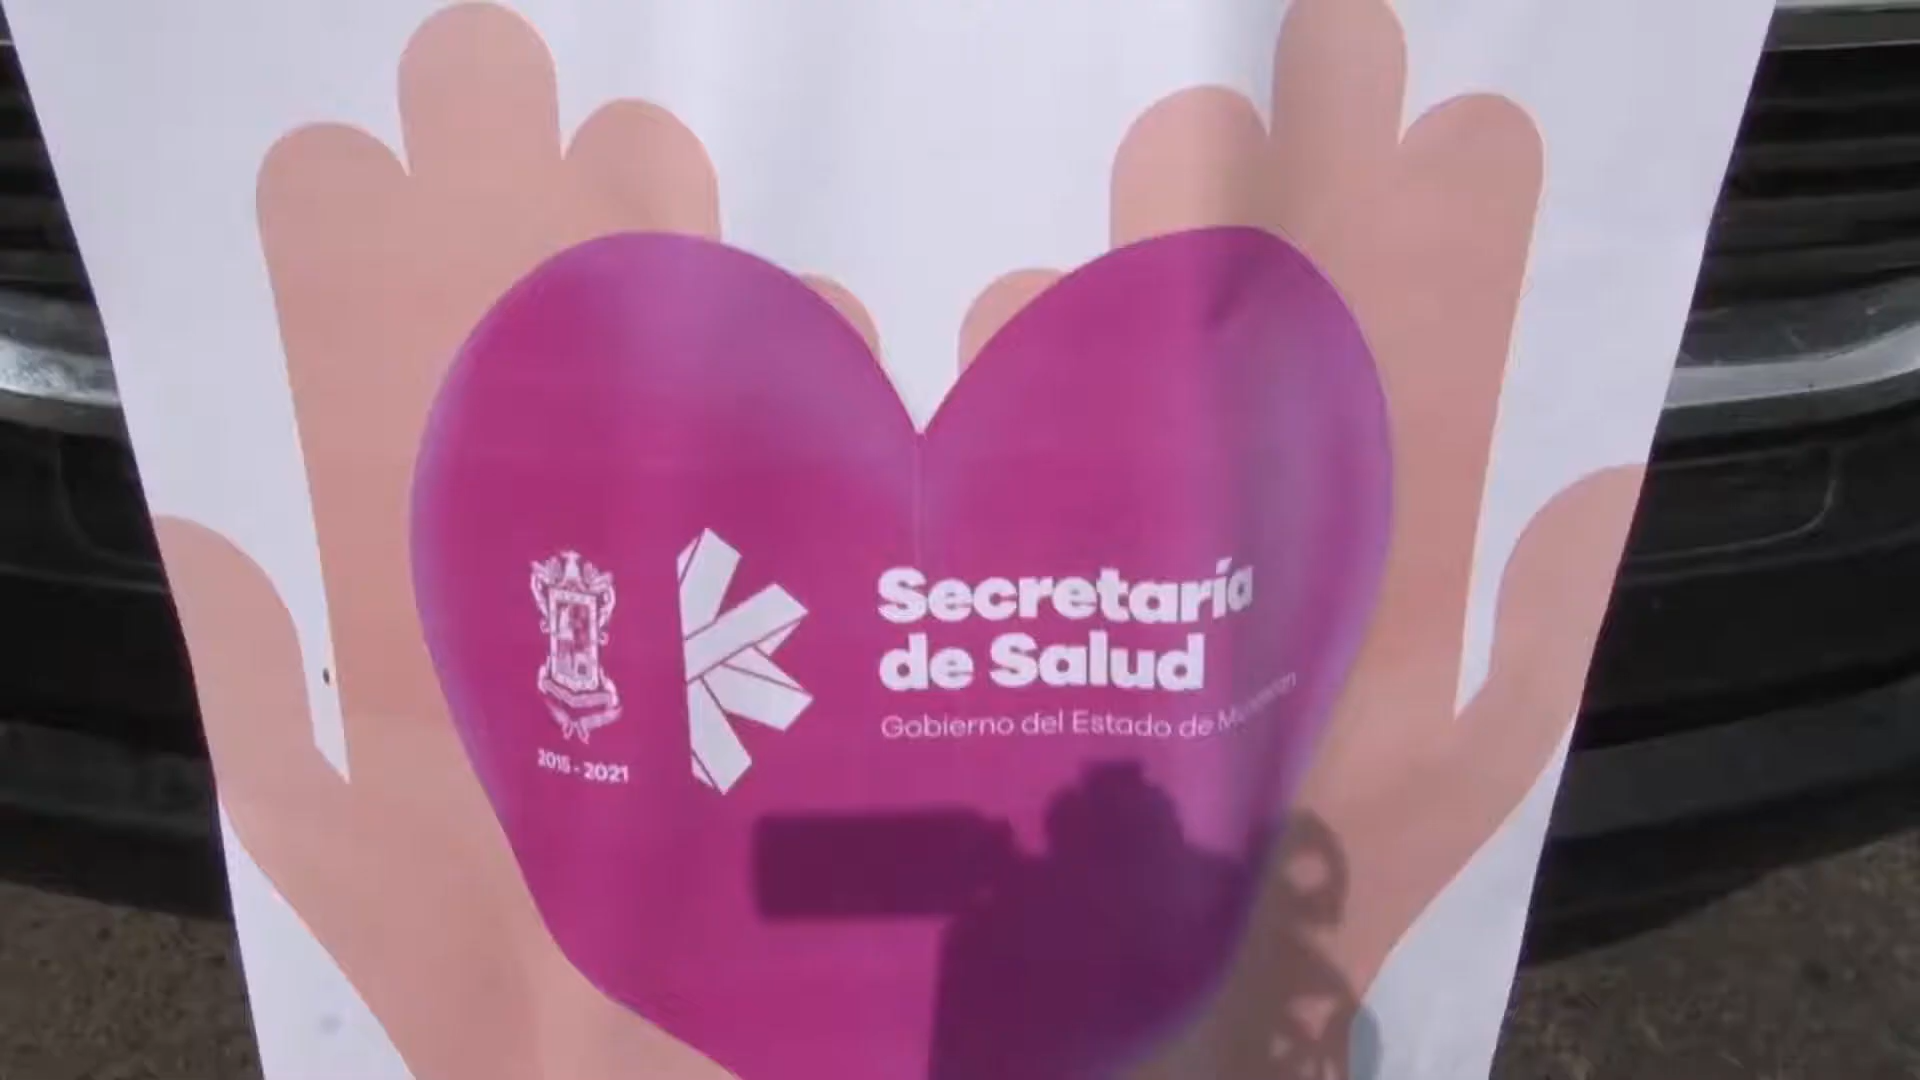 Secretaría
de Salud
Gobierno del Estado de
2015 - 2021